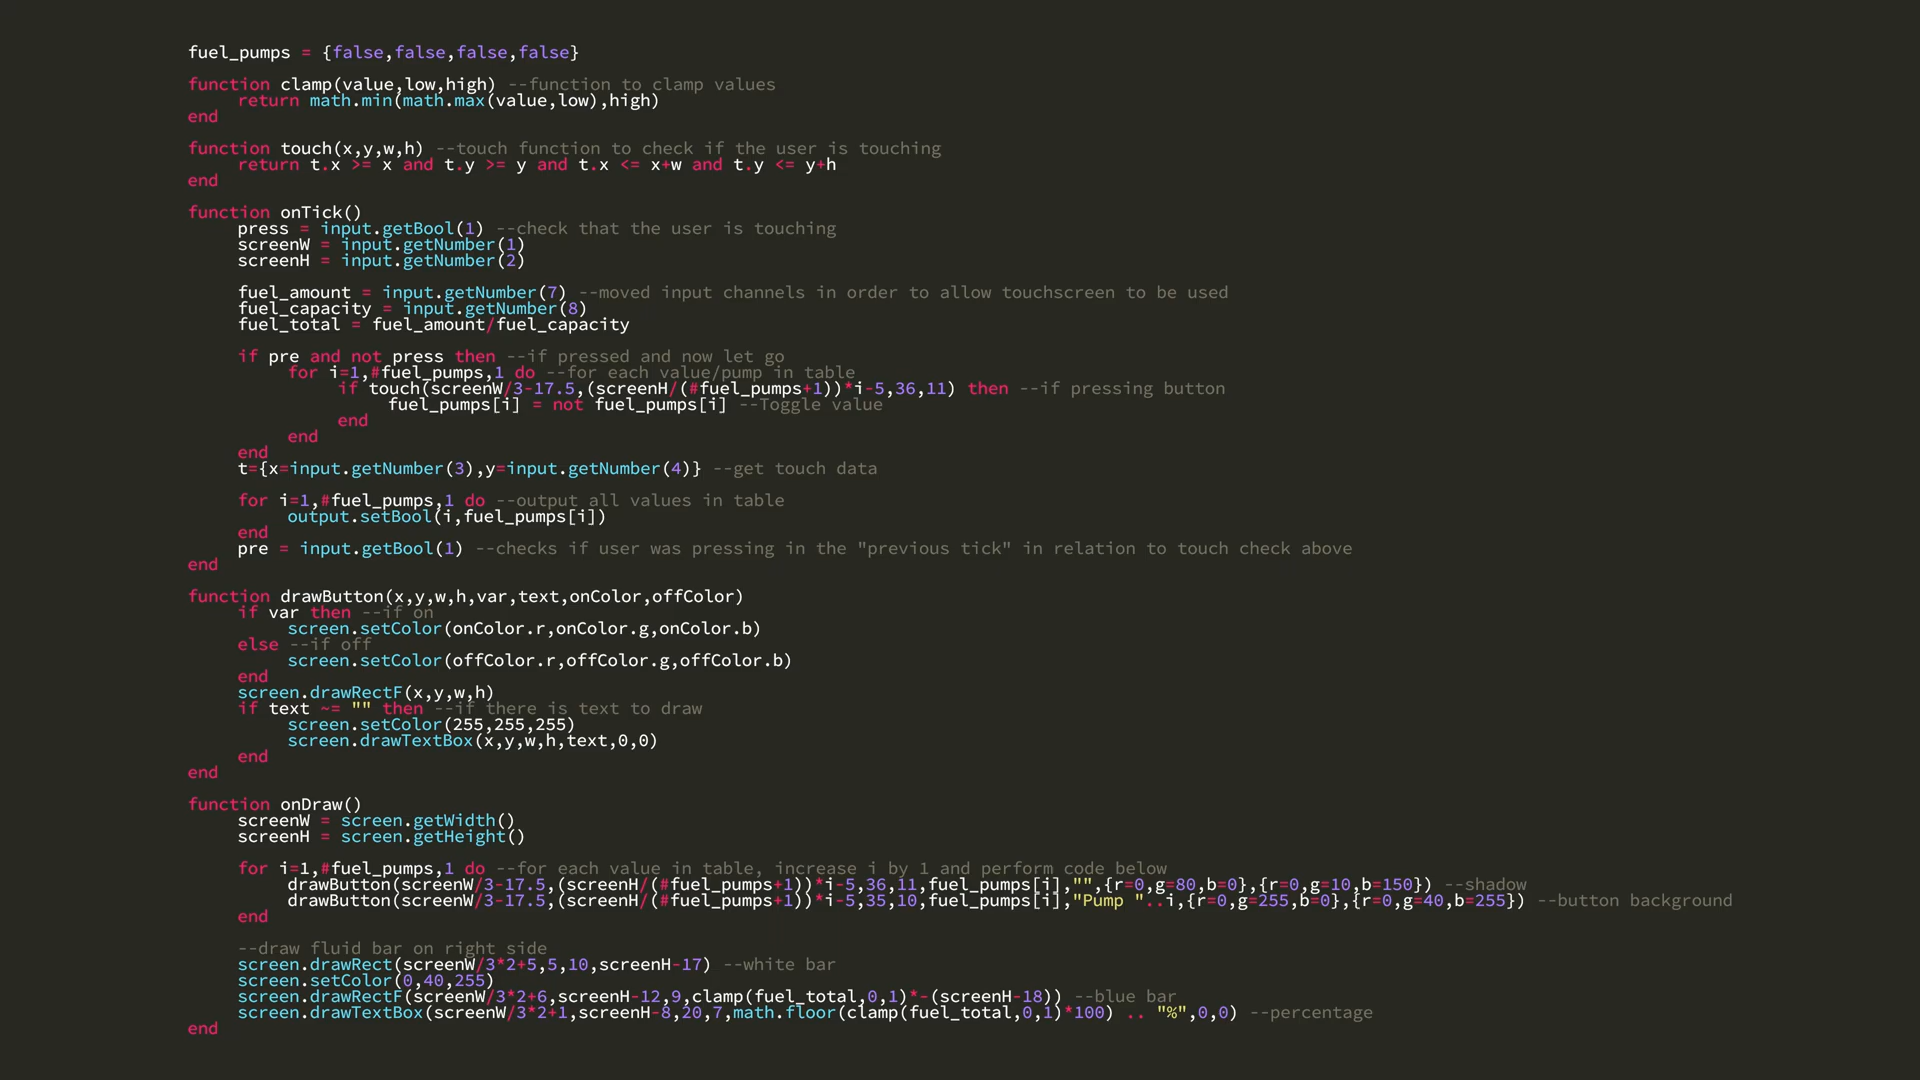 fuel_pumps = {false,false,false,false}
function clamp(value,low,high) --function to clamp values
return math.min(math.max(value,low),high)
end
function touch(x,y,w,h) --touch function to check if the user is touching
return t.x >= x and t.y >= y and t.x <= x+w and t.y <= y+h
end
function onTick()
press = input.getBool(1) --check that the user is touching
screenW = input.getNumber(1)
screenH = input.getNumber(2)
fuel_amount = input.getNumber(7) --moved input channels in order to allow touchscreen to be used
fuel_capacity = input.getNumber(8)
fuel_total = fuel_amount/fuel_capacity
if pre and not press then --if pressed and now let go
for i=1,#fuel_pumps,1 do --for each value/pump in table
if touch(screenW/3-17.5,(screenH/(#fuel_pumps+1))*i-5,36,11) then --if pressing button
fuel_pumps[i] = not fuel_pumps[i] --Toggle value
end
end
end
t={x=input.getNumber(3),y=input.getNumber(4)} --get touch data
for i=1,#fuel_pumps,1 do --output all values in table
output.setBool(i,fuel_pumps[i])
end
pre = input.getBool(1) --checks if user was pressing in the "previous tick" in relation to touch check above
end
function drawButton(x,y,w,h,var,text,onColor,offColor)
if var then --if on
screen.setColor(onColor.r,onColor.g,onColor.b)
else --if off
screen.setColor(offColor.r,offColor.g,offColor.b)
end
screen.drawRectF(x,y,w,h)
if text ~= "" then --if there is text to draw
screen.setColor(255,255,255)
screen.drawTextBox(x,y,w,h,text,0,0)
end
end
function onDraw()
screenW = screen.getWidth()
screenH = screen.getHeight()
for i=1,#fuel_pumps,1 do --for each value in table, increase i by 1 and perform code below
drawButton(screenW/3-17.5,(screenH/(#fuel_pumps+1))*i-5,36,11,fuel_pumps[i],"",{r=0,g=80,b=0},{r=0,g=10,b=150}) --shadow
drawButton(screenW/3-17.5,(screenH/(#fuel_pumps+1))*i-5,35,10,fuel_pumps[i],"Pump "..i,{r=0,g=255,b=0},{r=0,g=40,b=255}) --button background
end
--draw fluid bar on right side
screen.drawRect(screenW/3*2+5,5,10,screenH-17) --white bar
screen.setColor(0,40,255)
screen.drawRectF(screenW/3*2+6,screenH-12,9,clamp(fuel_total,0,1)*-(screenH-18)) --blue bar
screen.drawTextBox(screenW/3*2+1,screenH-8,20,7,math.floor(clamp(fuel_total,0,1)*100) .. "%",0,0) --percentage
end